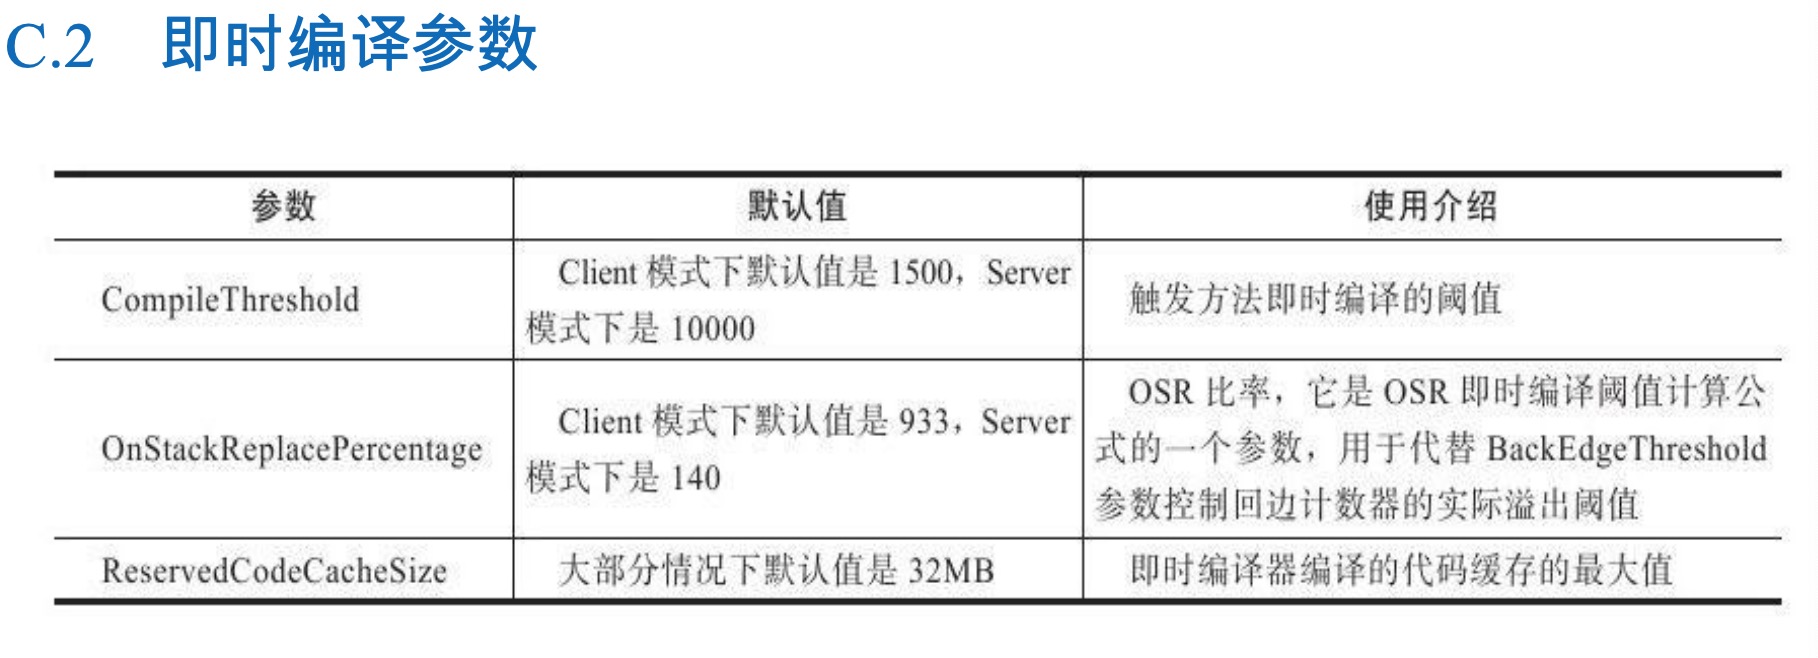 C.2 即时编译参数
参数 默认值 使用介绍
CompileThreshold
Client 模式下默认值是 1500，Server
模式下是 10000
触发方法即时编译的阈值
OnStackReplacePercentage
Client 模式下默认值是 933，Server
模式下是 140
OSR 比率，它是 OSR 即时编译阈值计算公
式的一个参数，用于代替 BackEdgeThreshold
参数控制回边计数器的实际溢出阈值
ReservedCodeCacheSize
大部分情况下默认值是 32MB
即时编译器编译的代码缓存的最大值